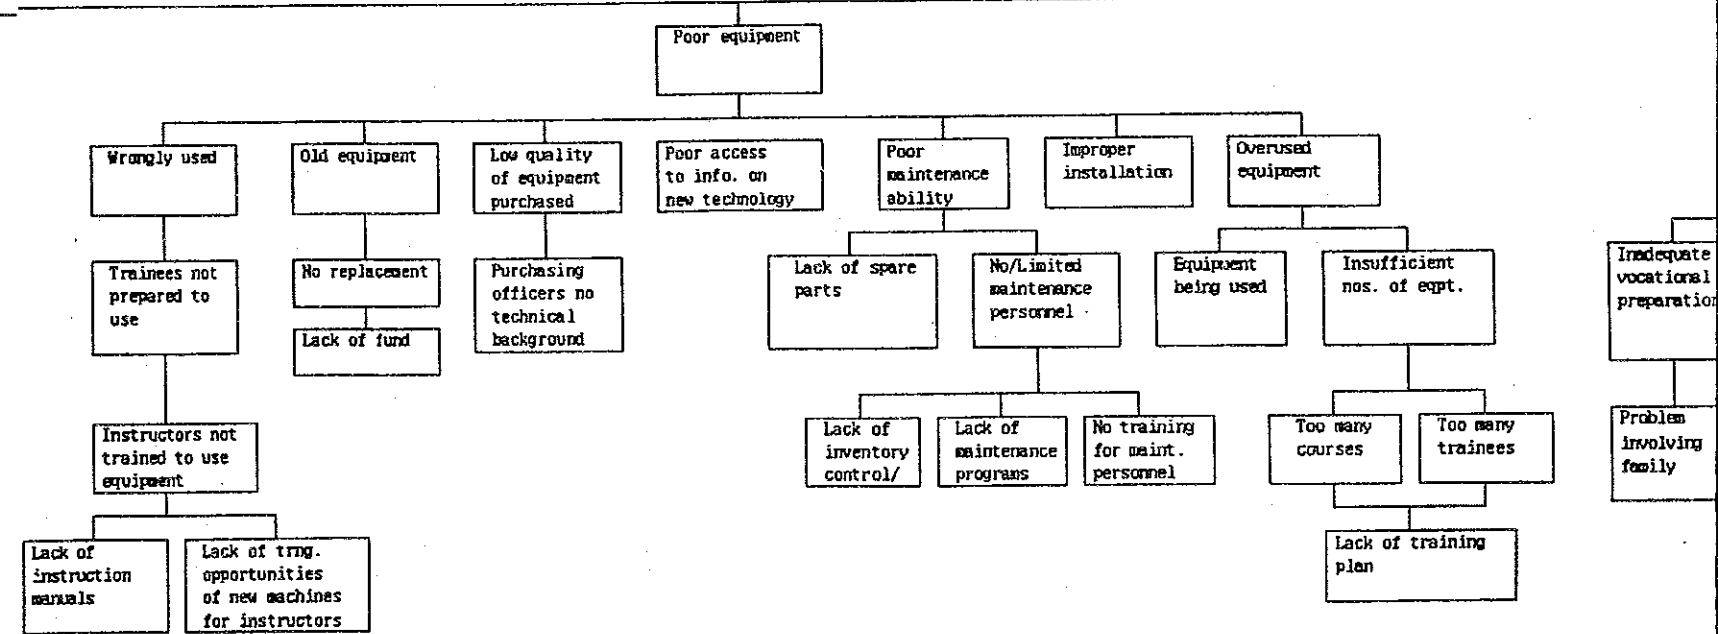 Poor equipment
Wrongly used
Old equipment
Low quality
of equipment
purchased
Poor access
to info. on
new technology
Poor
maintenance
ability
Improper
installation
Overused
equipment
Trainees not
prepared to
use
No replacement
Lack of fund
Purchasing
officers no
technical
background
Lack of spare
parts
No/Limited
maintenance
personnel
Equipment
being used
Insufficient
nos. of eqpt.
Inadequate
vocational
preparation
Instructors not
trained to use
equipment
Lack of
inventory
control/
Lack of
maintenance
programs
No training
for maint.
personnel
Too many
courses
Too many
trainees
Problem
involving
family
Lack of
instruction
manuals
Lack of trng.
opportunities
of new machines
for instructors
Lack of training
plan